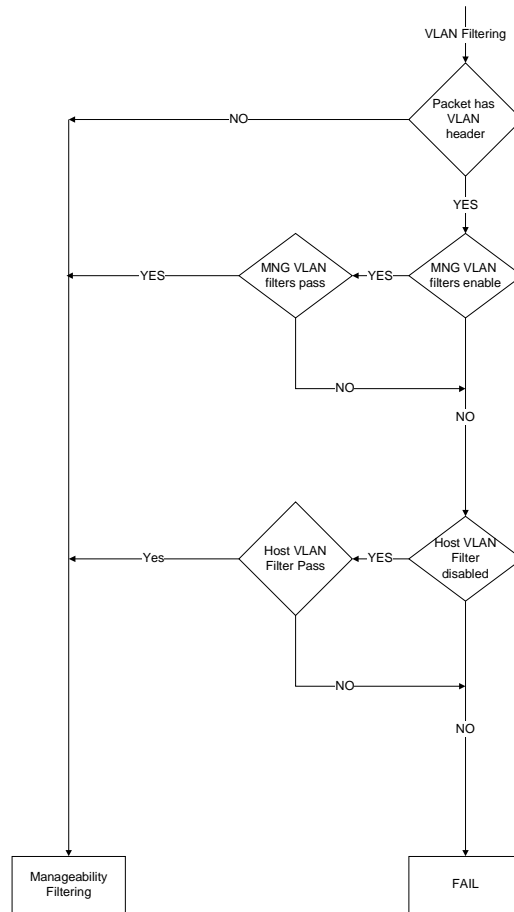 VLAN Filtering
Packet has
VLAN
header
NO
YES
MNG VLAN
filters pass
YES
MNG VLAN
filters enable
YES
NO
NO
Host VLAN
Filter Pass
YES
Host VLAN
Filter
disabled
Yes
NO
NO
Manageability
Filtering
FAIL